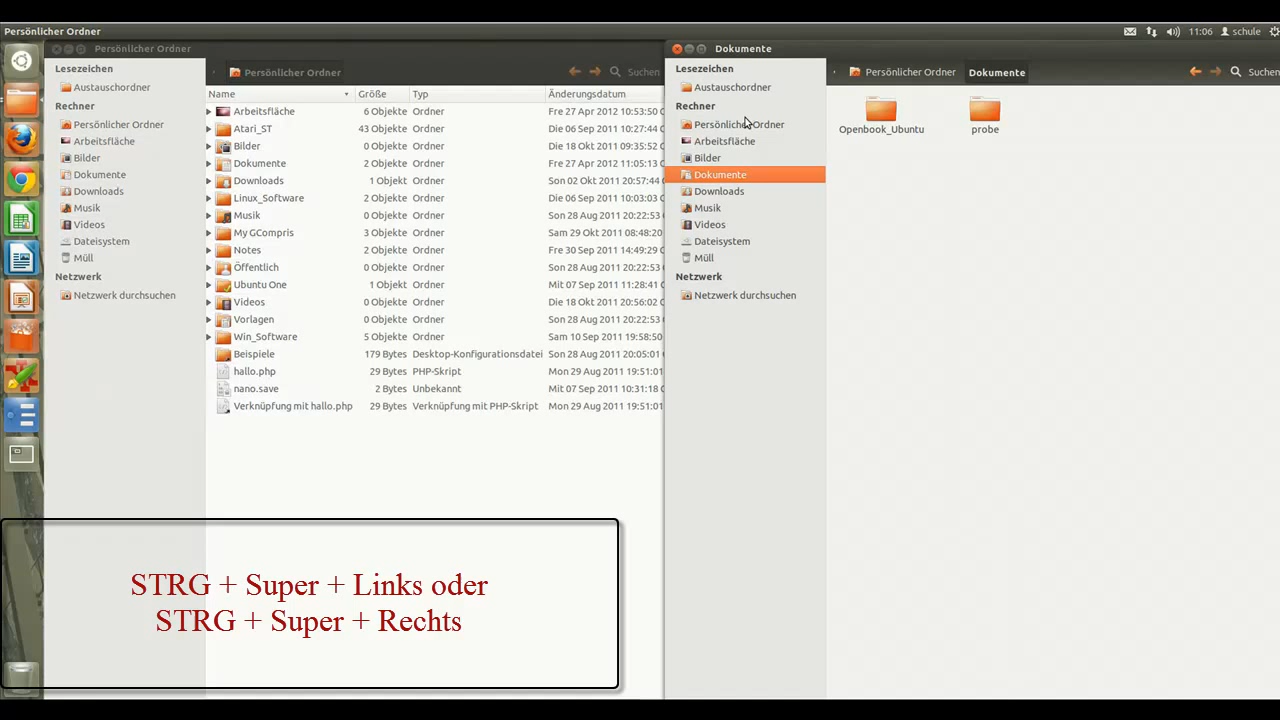 Persönlicher Ordner
11:06 schule
Persönlicher Ordner
Persönlicher Ordner
Suchen
Lesezeichen
Austauschordner
Rechner
Persönlicher Ordner
Arbeitsfläche
Bilder
Dokumente
Downloads
Musik
Videos
Dateisystem
Müll
Netzwerk
Netzwerk durchsuchen
Name Größe Typ Änderungsdatum
Arbeitsfläche 6 Objekte Ordner Fre 27 Apr 2012 10:53:50
Atari_ST 43 Objekte Ordner Die 06 Sep 2011 10:27:44
Bilder 0 Objekte Ordner Die 18 Okt 2011 09:35:52
Dokumente 2 Objekte Ordner Fre 27 Apr 2012 11:05:13
Downloads 1 Objekt Ordner Son 02 Okt 2011 20:57:44
Linux_Software 2 Objekte Ordner Die 06 Sep 2011 10:03:03
Musik 0 Objekte Ordner Son 28 Aug 2011 20:22:53
My GCompris 3 Objekte Ordner Sam 29 Okt 2011 08:48:20
Notes 2 Objekte Ordner Fre 30 Sep 2011 14:49:29
Öffentlich 0 Objekte Ordner Son 28 Aug 2011 20:22:53
Ubuntu One 1 Objekt Ordner Mit 07 Sep 2011 11:28:41
Videos 0 Objekte Ordner Die 18 Okt 2011 20:56:02
Vorlagen 0 Objekte Ordner Son 28 Aug 2011 20:22:53
Win_Software 5 Objekte Ordner Sam 10 Sep 2011 19:58:50
Beispiele 179 Bytes Desktop-Konfigurationsdatei Son 28 Aug 2011 20:05:01
hallo.php 29 Bytes PHP-Skript Mon 29 Aug 2011 19:51:01
nano.save 2 Bytes Unbekannt Mit 07 Sep 2011 10:31:18
Verknüpfung mit hallo.php 29 Bytes Verknüpfung mit PHP-Skript Mon 29 Aug 2011 19:51:01
Dokumente
Persönlicher Ordner Dokumente
Suchen
Lesezeichen
Austauschordner
Rechner
Persönlicher Ordner
Arbeitsfläche
Bilder
Dokumente
Downloads
Musik
Videos
Dateisystem
Müll
Netzwerk
Netzwerk durchsuchen
Openbook_Ubuntu probe
STRG + Super + Links oder
STRG + Super + Rechts